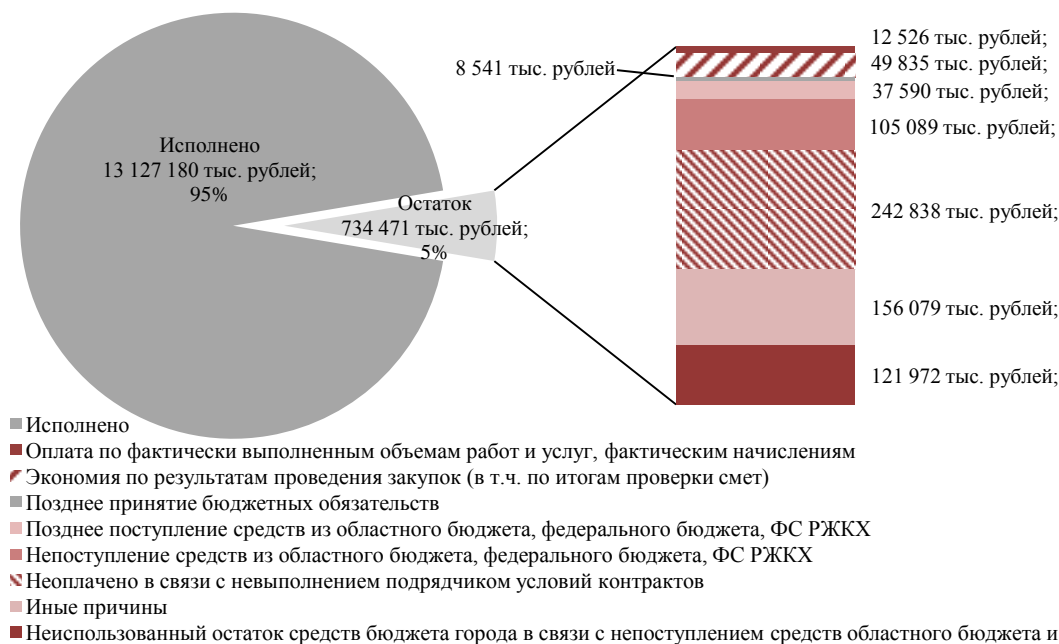 12 526 тыс. рублей;
8 541 тыс. рублей
49 835 тыс. рублей;
37 590 тыс. рублей;
105 089 тыс. рублей;
Исполнено
13 127 180 тыс. рублей;
95%
Остаток
734 471 тыс. рублей;
5%
242 838 тыс. рублей;
156 079 тыс. рублей;
121 972 тыс. рублей;
Исполнено
Оплата по фактически выполненным объемам работ и услуг, фактическим начислениям
Экономия по результатам проведения закупок (в т.ч. по итогам проверки смет)
Позднее принятие бюджетных обязательств
Позднее поступление средств из областного бюджета, федерального бюджета, ФС РЖКХ
Непоступление средств из областного бюджета, федерального бюджета, ФС РЖКХ
Неоплачено в связи с невыполнением подрядчиком условий контрактов
Иные причины
Неиспользованный остаток средств бюджета города в связи с непоступлением средств областного бюджета и